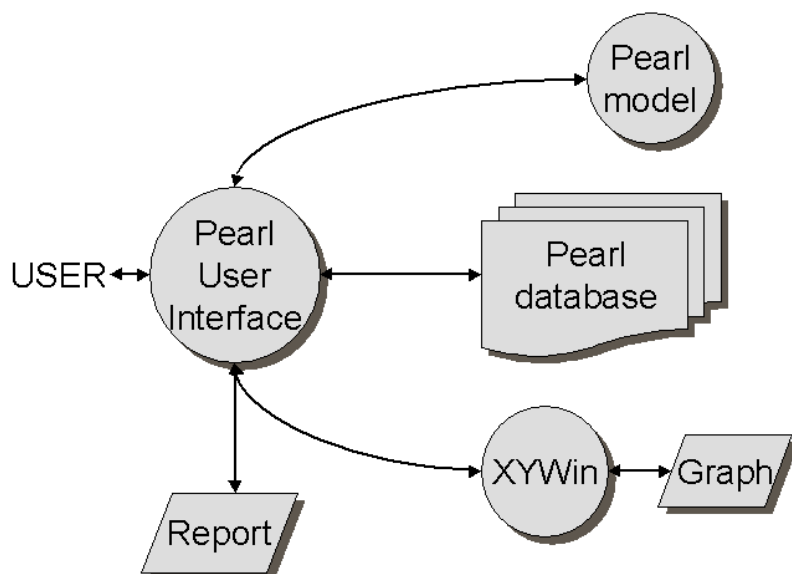 Pearl
model
Pearl
User
Interface
USER
Pearl
database
XYWin
Graph
Report